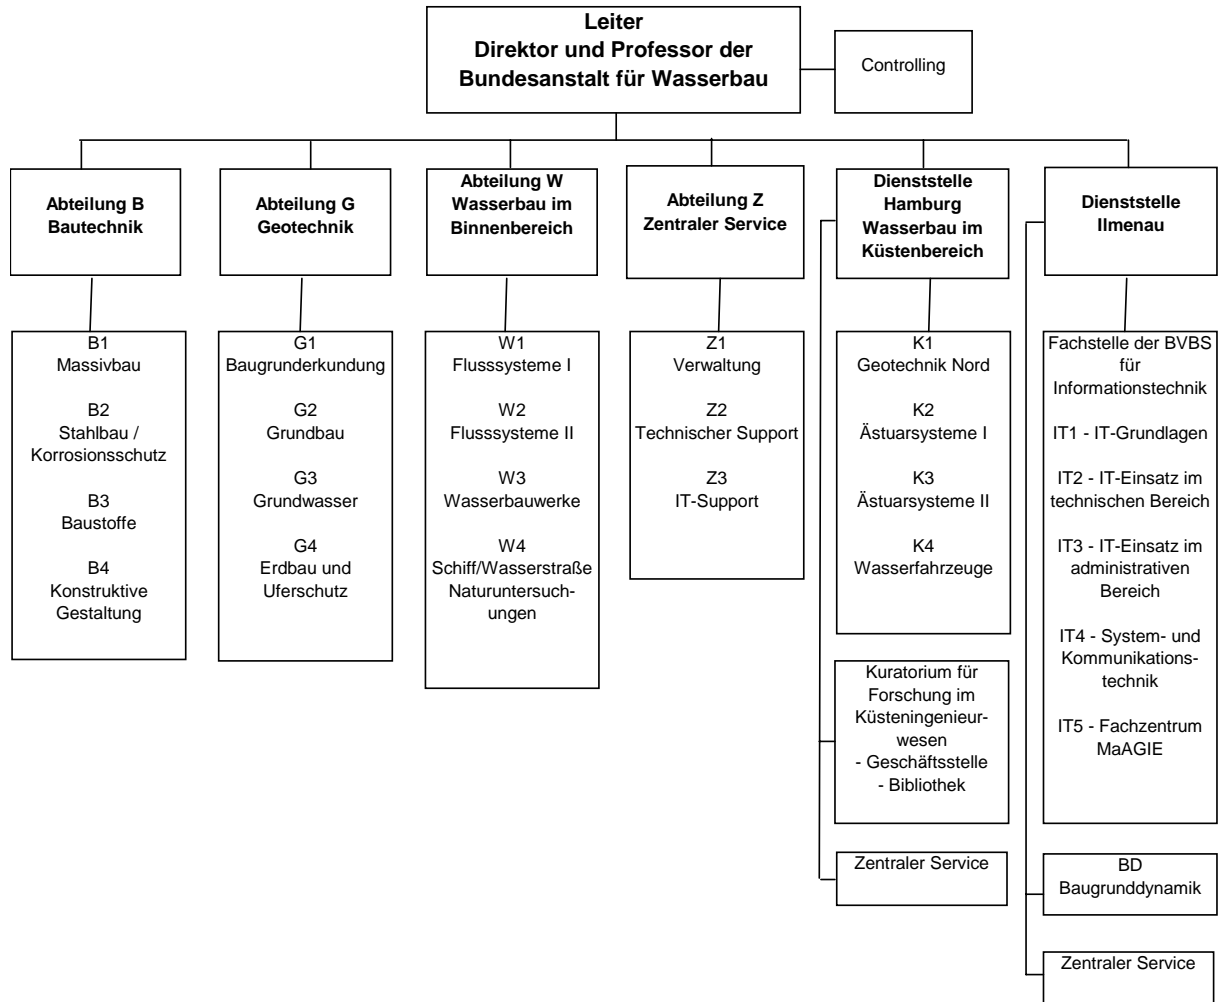 Leiter
Direktor und Professor der
Bundesanstalt für Wasserbau
Controlling
Abteilung B
Bautechnik
Abteilung G
Geotechnik
Abteilung W
Wasserbau im
Binnenbereich
Abteilung Z
Zentraler Service
Dienststelle
Hamburg
Wasserbau im
Küstenbereich
Dienststelle
Ilmenau
B1
Massivbau
B2
Stahlbau /
Korrosionsschutz
B3
Baustoffe
B4
Konstruktive
Gestaltung
G1
Baugrunderkundung
G2
Grundbau
G3
Grundwasser
G4
Erdbau und
Uferschutz
W1
Flusssysteme I
W2
Flusssysteme II
W3
Wasserbauwerke
W4
Schiff/Wasserstraße
Naturuntersuch-
ungen
Z1
Verwaltung
Z2
Technischer Support
Z3
IT-Support
K1
Geotechnik Nord
K2
Ästuarsysteme I
K3
Ästuarsysteme II
K4
Wasserfahrzeuge
Kuratorium für
Forschung im
Küsteningenieur-
wesen
- Geschäftsstelle
- Bibliothek
Zentraler Service
Fachstelle der BVBS
für
Informationstechnik
IT1 - IT-Grundlagen
IT2 - IT-Einsatz im
technischen Bereich
IT3 - IT-Einsatz im
administrativen
Bereich
IT4 - System- und
Kommunikations-
technik
IT5 - Fachzentrum
MaAGIE
BD
Baugrunddynamik
Zentraler Service